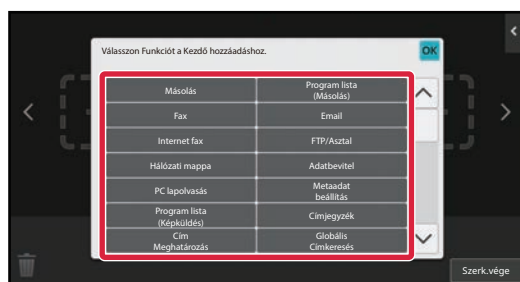 Válasszon Funkciót a Kezdő hozzáadáshoz.
OK
Másolás
Program lista
(Másolás)
Fax
Email
Internet fax
FTP/Asztal
Hálózati mappa
Adatbevitel
PC lapolvasás
Metaadat
beállítás
Program lista
(Képküldés)
Címjegyzék
Cím
Meghatározás
Globális
Címkeresés
Szerk.vége